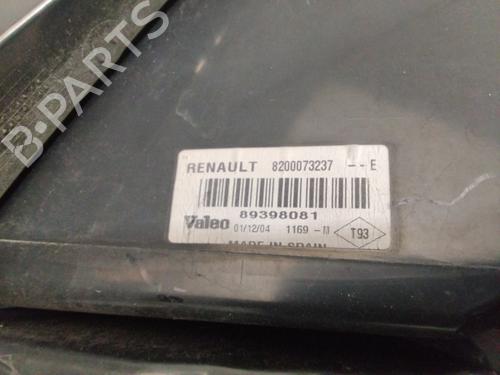 B-PARTS
RENAULT 8200073237 --E
89398081
Valeo 01/12/04 1169-M T93
MADE IN SPAIN